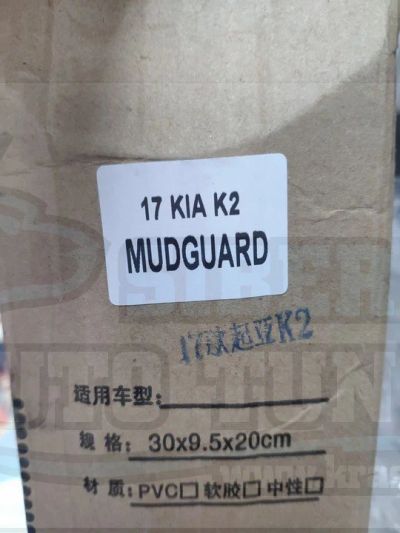 17 KIA K2
MUDGUARD
17款起亚K2
适用车型:
规格: 30x9.5x20cm
材质: PVC□ 软胶□ 中性□